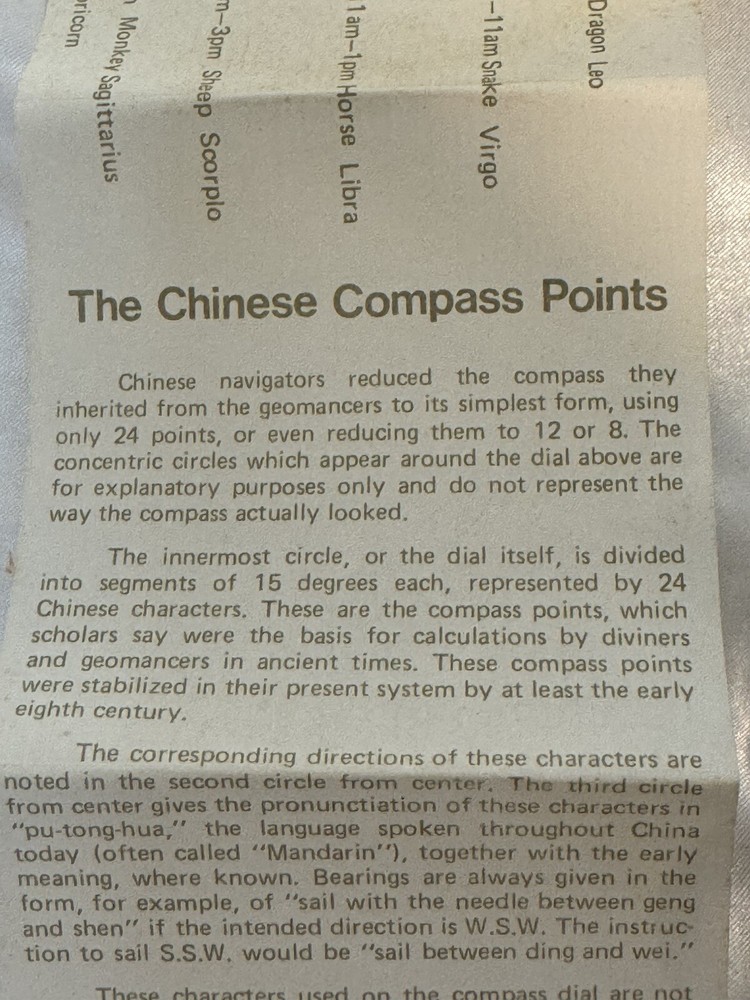 Monkey Sagittarius
m–3pm Sheep Scorpio
1am–1pm Horse Libra
–11am Snake Virgo
Dragon Leo
The Chinese Compass Points
Chinese navigators reduced the compass they
inherited from the geomancers to its simplest form, using
only 24 points, or even reducing them to 12 or 8. The
concentric circles which appear around the dial above are
for explanatory purposes only and do not represent the
way the compass actually looked.
The innermost circle, or the dial itself, is divided
into segments of 15 degrees each, represented by 24
Chinese characters. These are the compass points, which
scholars say were the basis for calculations by diviners
and geomancers in ancient times. These compass points
were stabilized in their present system by at least the early
eighth century.
The corresponding directions of these characters are
noted in the second circle from center. The third circle
from center gives the pronunctiation of these characters in
"pu-tong-hua," the language spoken throughout China
today (often called "Mandarin"), together with the early
meaning, where known. Bearings are always given in the
form, for example, of "sail with the needle between geng
and shen" if the intended direction is W.S.W. The instruc-
tion to sail S.S.W. would be "sail between ding and wei."
These characters used on the compass dial are not